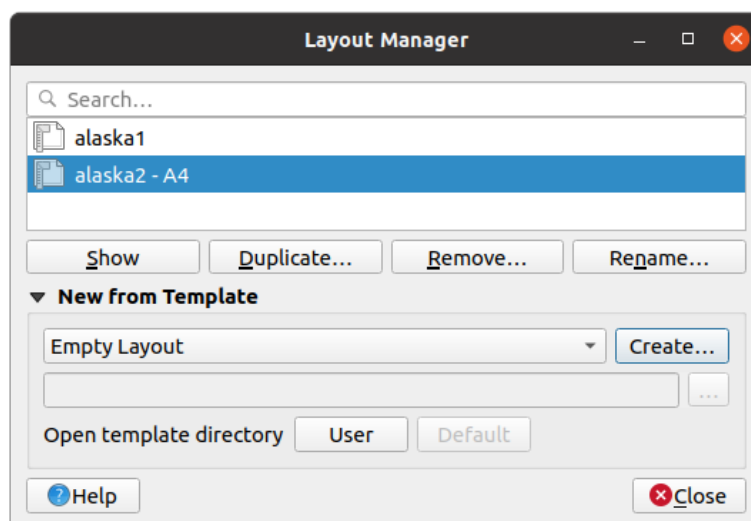 Layout Manager
Search...
alaska1
alaska2 - A4
Show Duplicate... Remove... Rename...
New from Template
Empty Layout Create...
...
Open template directory User Default
Help Close